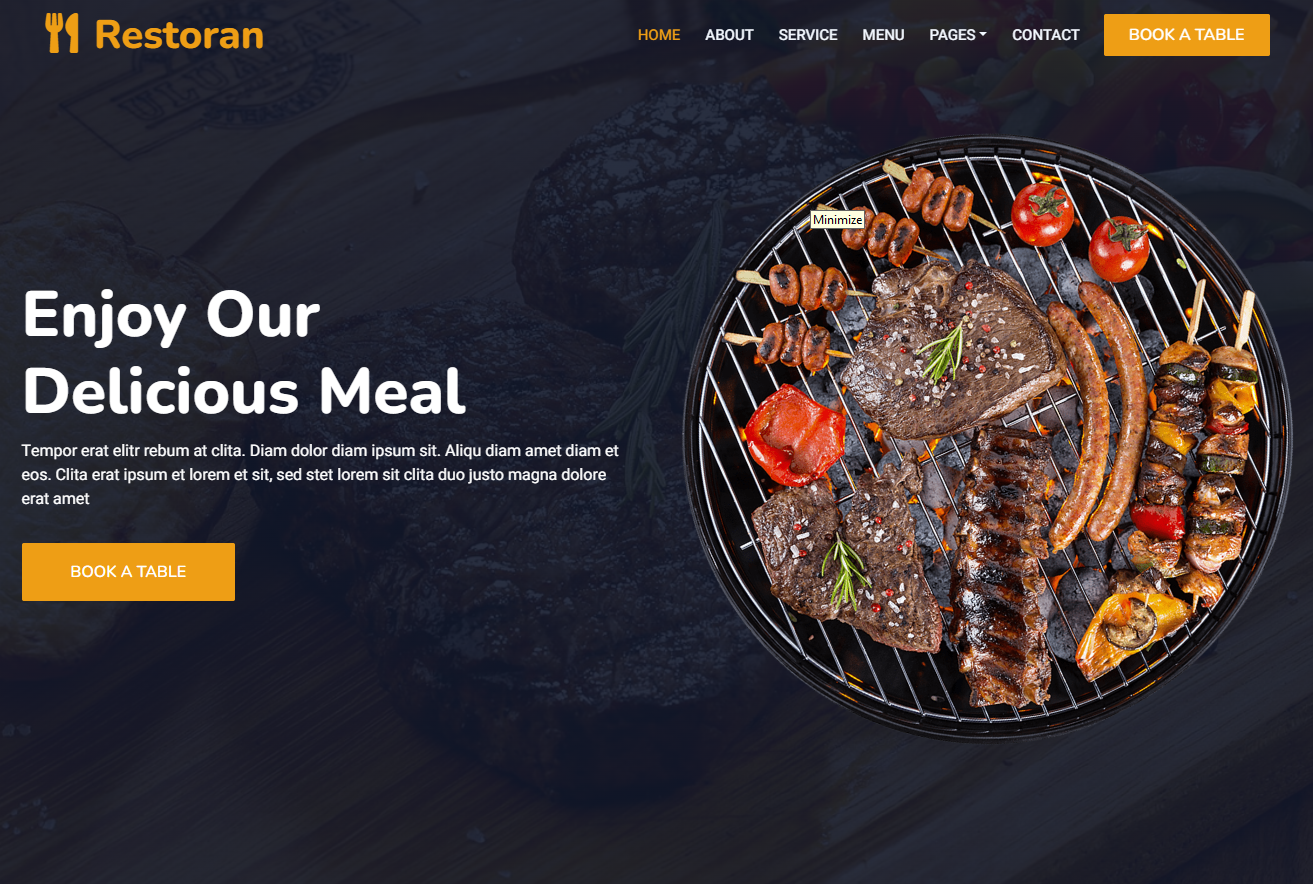 Restoran
HOME ABOUT SERVICE MENU PAGES CONTACT BOOK A TABLE
Minimize
Enjoy Our
Delicious Meal
Tempor erat elitr rebum at clita. Diam dolor diam ipsum sit. Aliqu diam amet diam et
eos. Clita erat ipsum et lorem et sit, sed stet lorem sit clita duo justo magna dolore
erat amet
BOOK A TABLE